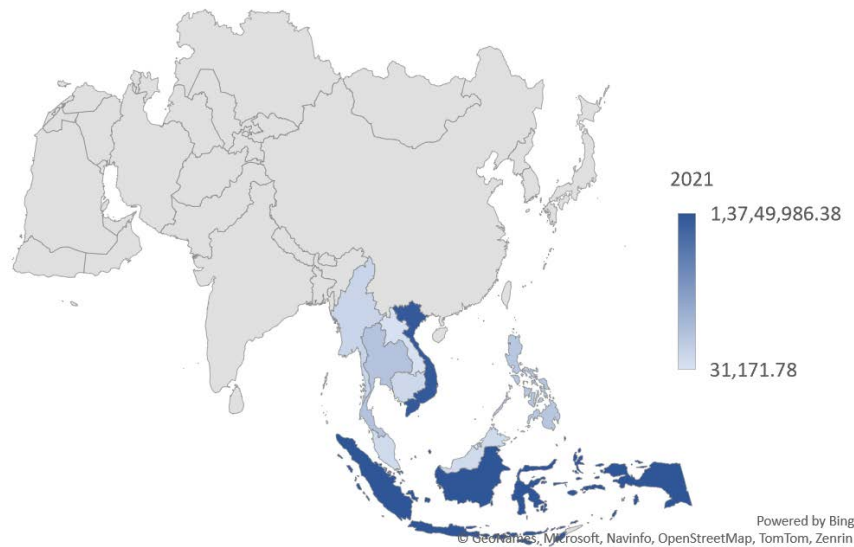 2021
1,37,49,986.38
31,171.78
Powered by Bing
© GeoNames, Microsoft, Navinfo, OpenStreetMap, TomTom, Zenrin